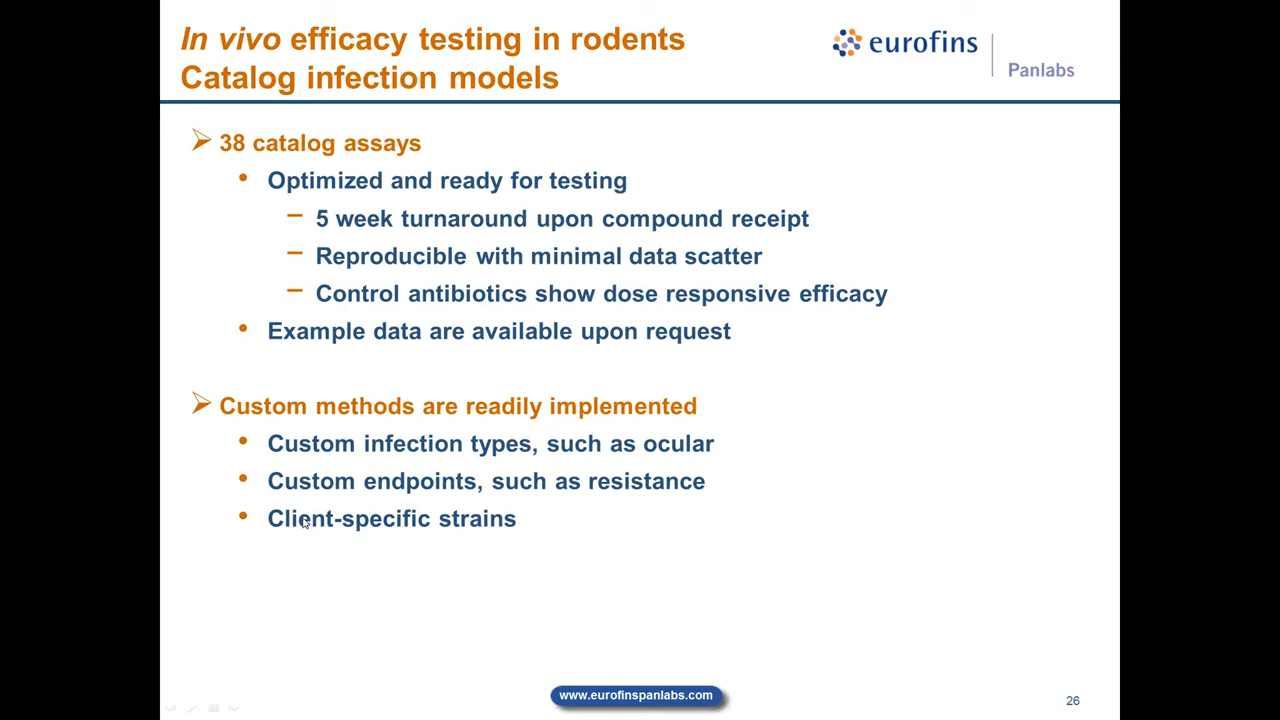 In vivo efficacy testing in rodents
Catalog infection models
eurofins
Panlabs
38 catalog assays
Optimized and ready for testing
5 week turnaround upon compound receipt
Reproducible with minimal data scatter
Control antibiotics show dose responsive efficacy
Example data are available upon request
Custom methods are readily implemented
Custom infection types, such as ocular
Custom endpoints, such as resistance
Client-specific strains
www.eurofinspanlabs.com
26